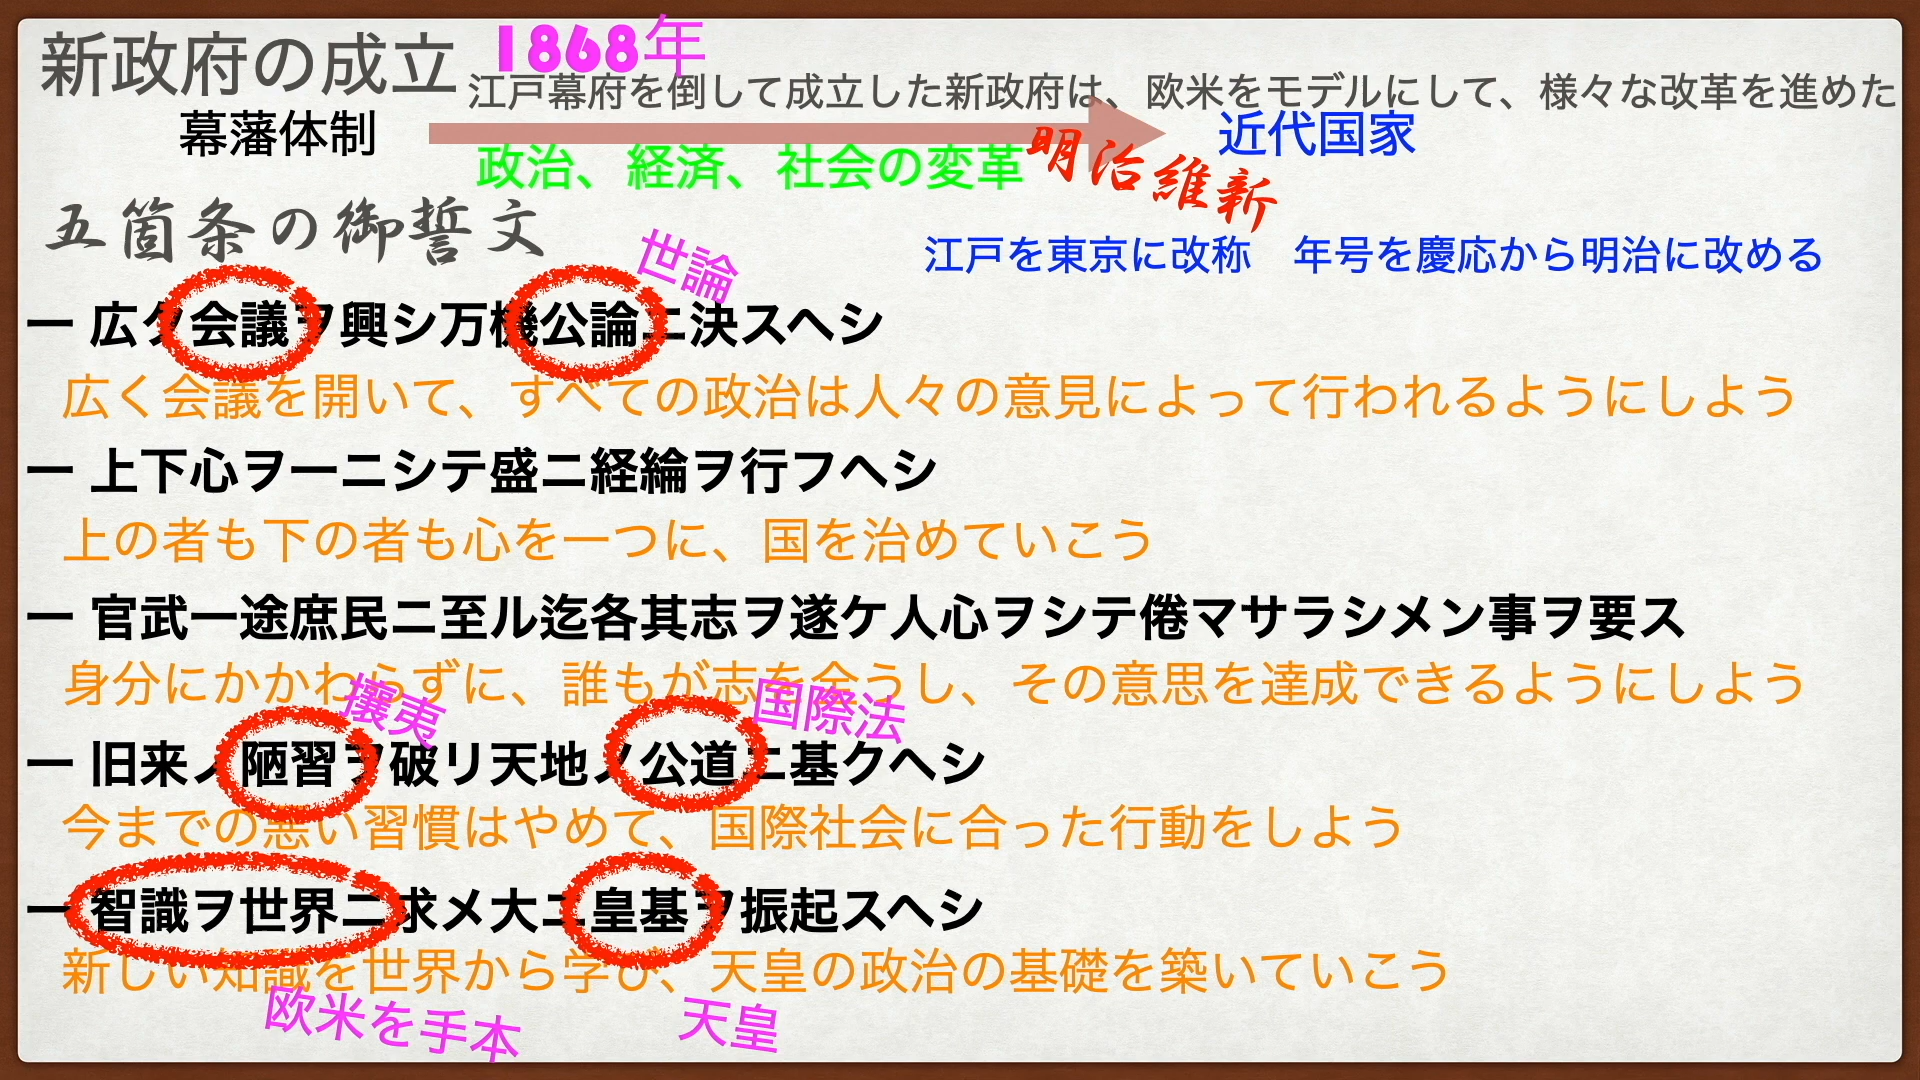 新政府の成立 1868年
江戸幕府を倒して成立した新政府は、欧米をモデルにして、様々な改革を進めた
幕藩体制
近代国家
政治、経済、社会の変革
明治維新
五箇条の御誓文
世論
江戸を東京に改称　年号を慶応から明治に改める
一 広ク会議ヲ興シ万機公論ニ決スヘシ
広く会議を開いて、すべての政治は人々の意見によって行われるようにしよう
一 上下心ヲ一ニシテ盛ニ経綸ヲ行フヘシ
上の者も下の者も心を一つに、国を治めていこう
一 官武一途庶民ニ至ル迄各其志ヲ遂ケ人心ヲシテ倦マサラシメン事ヲ要ス
身分にかかわらずに、誰もが志を全うし、その意思を達成できるようにしよう
攘夷
国際法
一 旧来ノ陋習ヲ破リ天地ノ公道ニ基クヘシ
今までの悪い習慣はやめて、国際社会に合った行動をしよう
一 智識ヲ世界ニ求メ大ニ皇基ヲ振起スヘシ
新しい知識を世界から学び、天皇の政治の基礎を築いていこう
欧米を手本
天皇